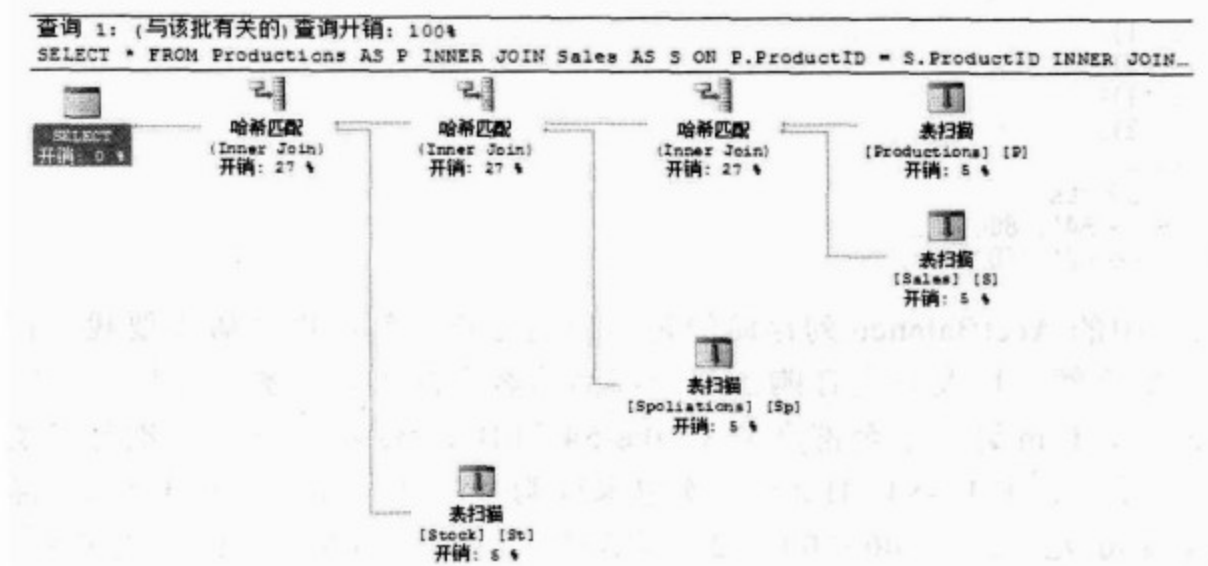 查询 1: (与该批有关的)查询开销: 100%
SELECT * FROM Productions AS P INNER JOIN Sales AS S ON P.ProductID = S.ProductID INNER JOIN…
SELECT
开销: 0 %
哈希匹配
(Inner Join)
开销: 27 %
哈希匹配
(Inner Join)
开销: 27 %
哈希匹配
(Inner Join)
开销: 27 %
表扫描
[Productions] [P]
开销: 5 %
表扫描
[Sales] [S]
开销: 5 %
表扫描
[Spoliations] [Sp]
开销: 5 %
表扫描
[Stock] [St]
开销: 5 %